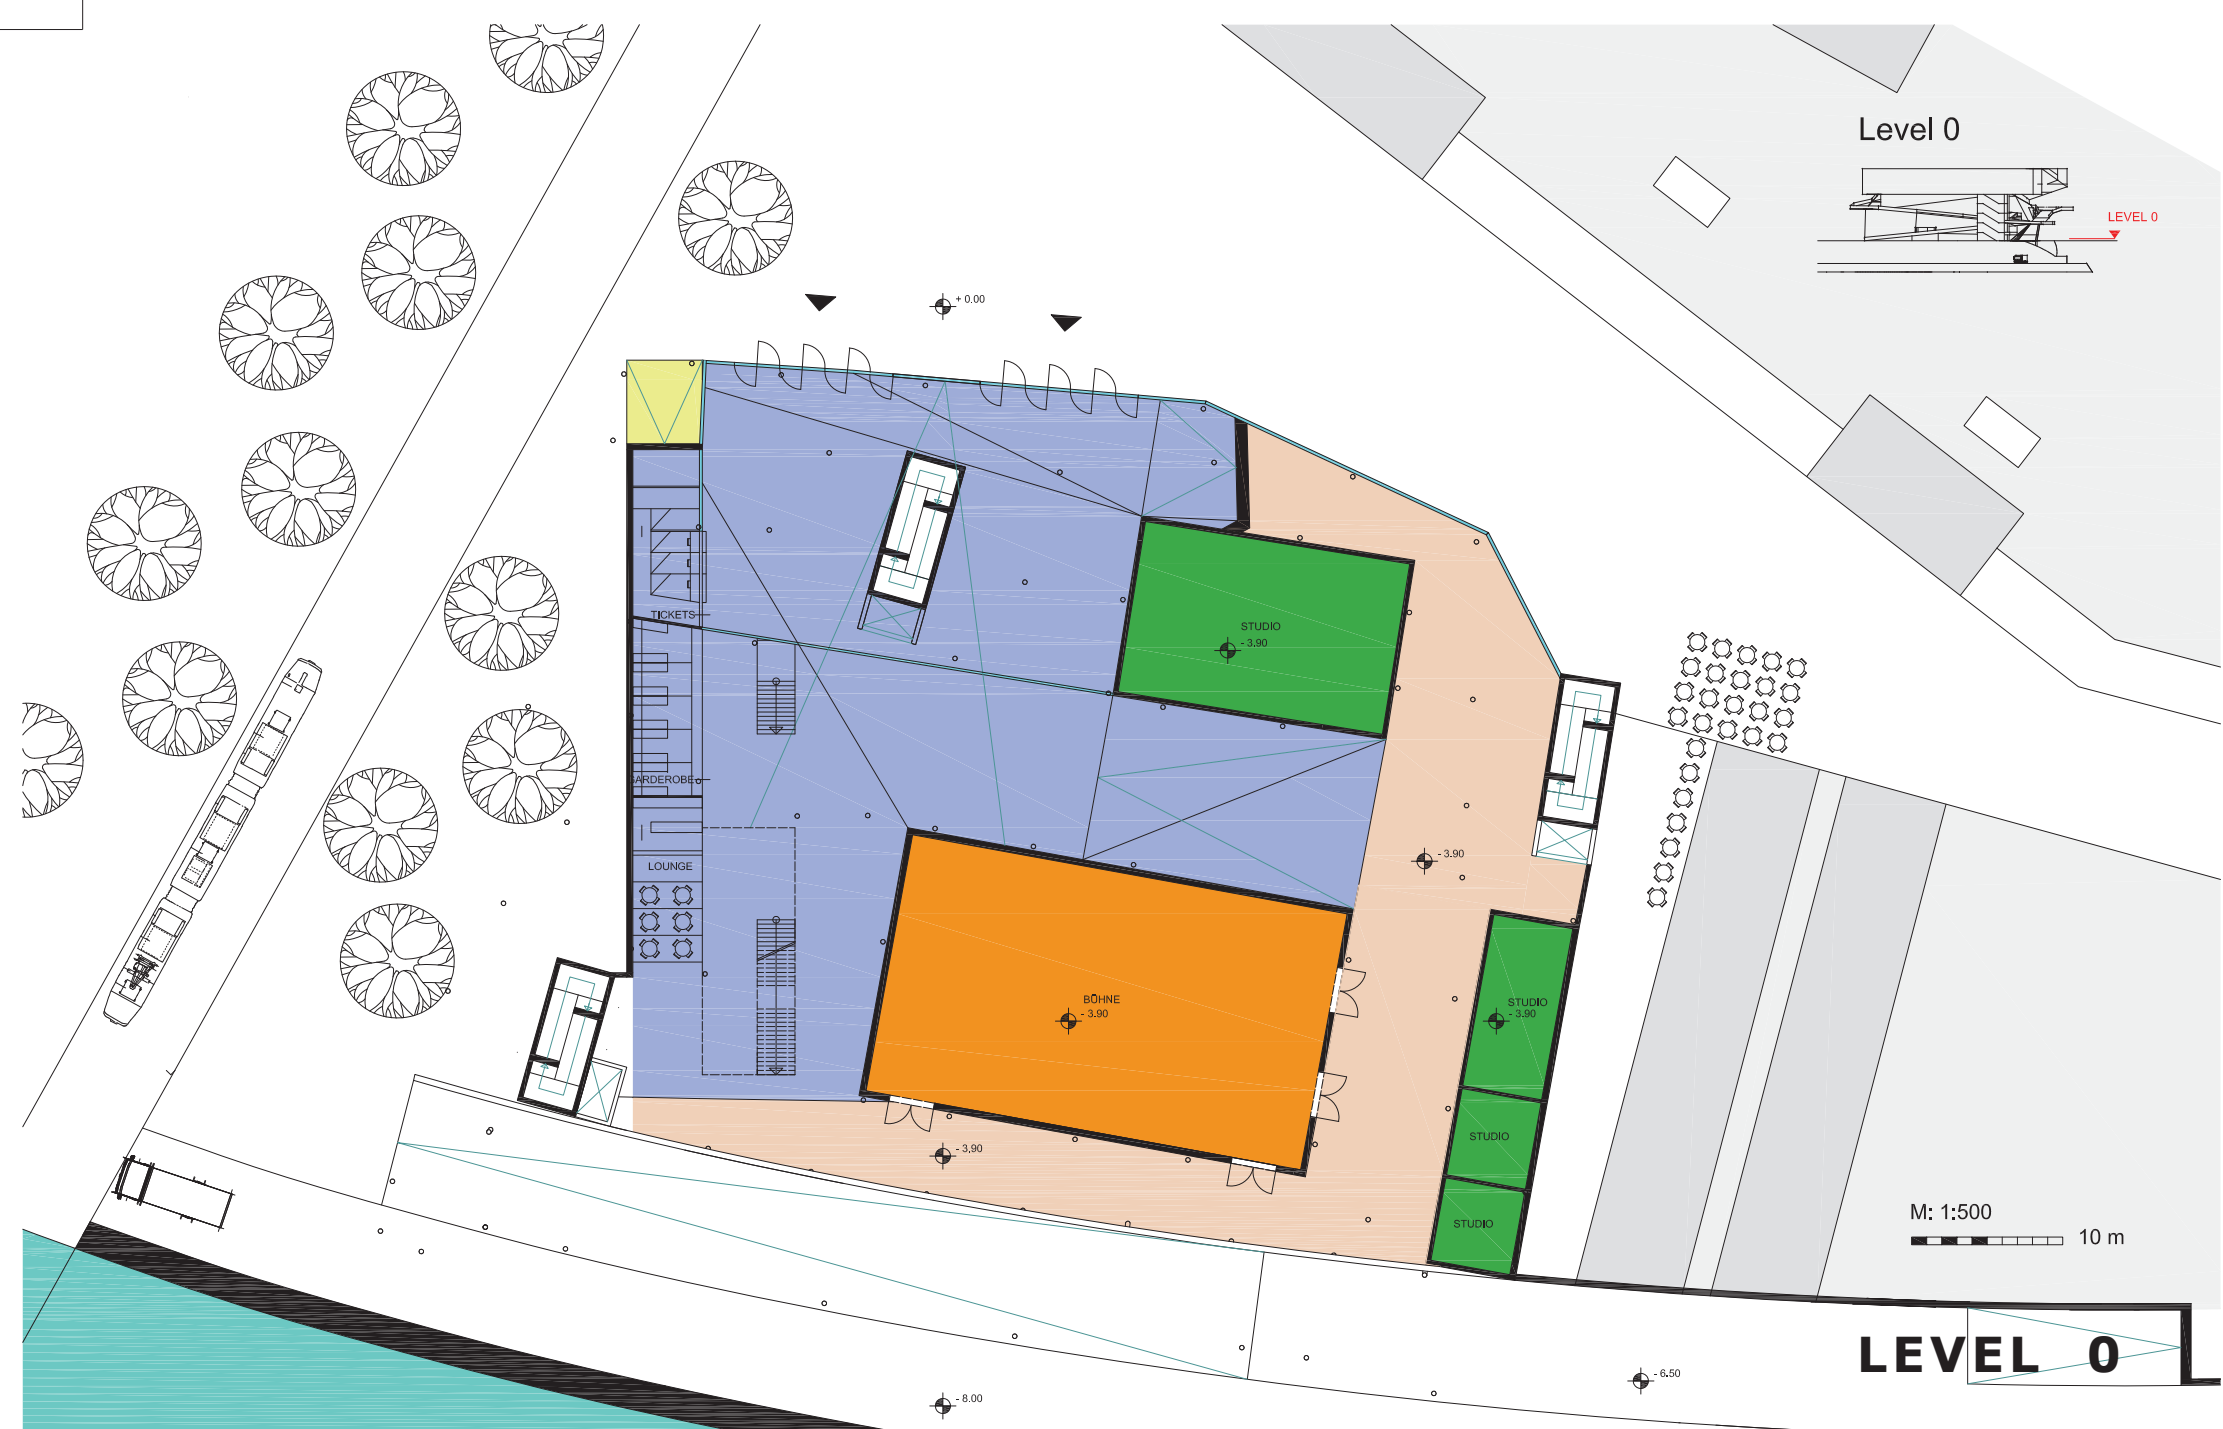 Level 0
LEVEL 0
+ 0.00
TICKETS
STUDIO
- 3.90
GARDEROBE
LOUNGE
- 3.90
BÜHNE
- 3.90
STUDIO
- 3.90
STUDIO
- 3.90
STUDIO
M: 1:500
10 m
LEVEL 0
- 6.50
- 8.00